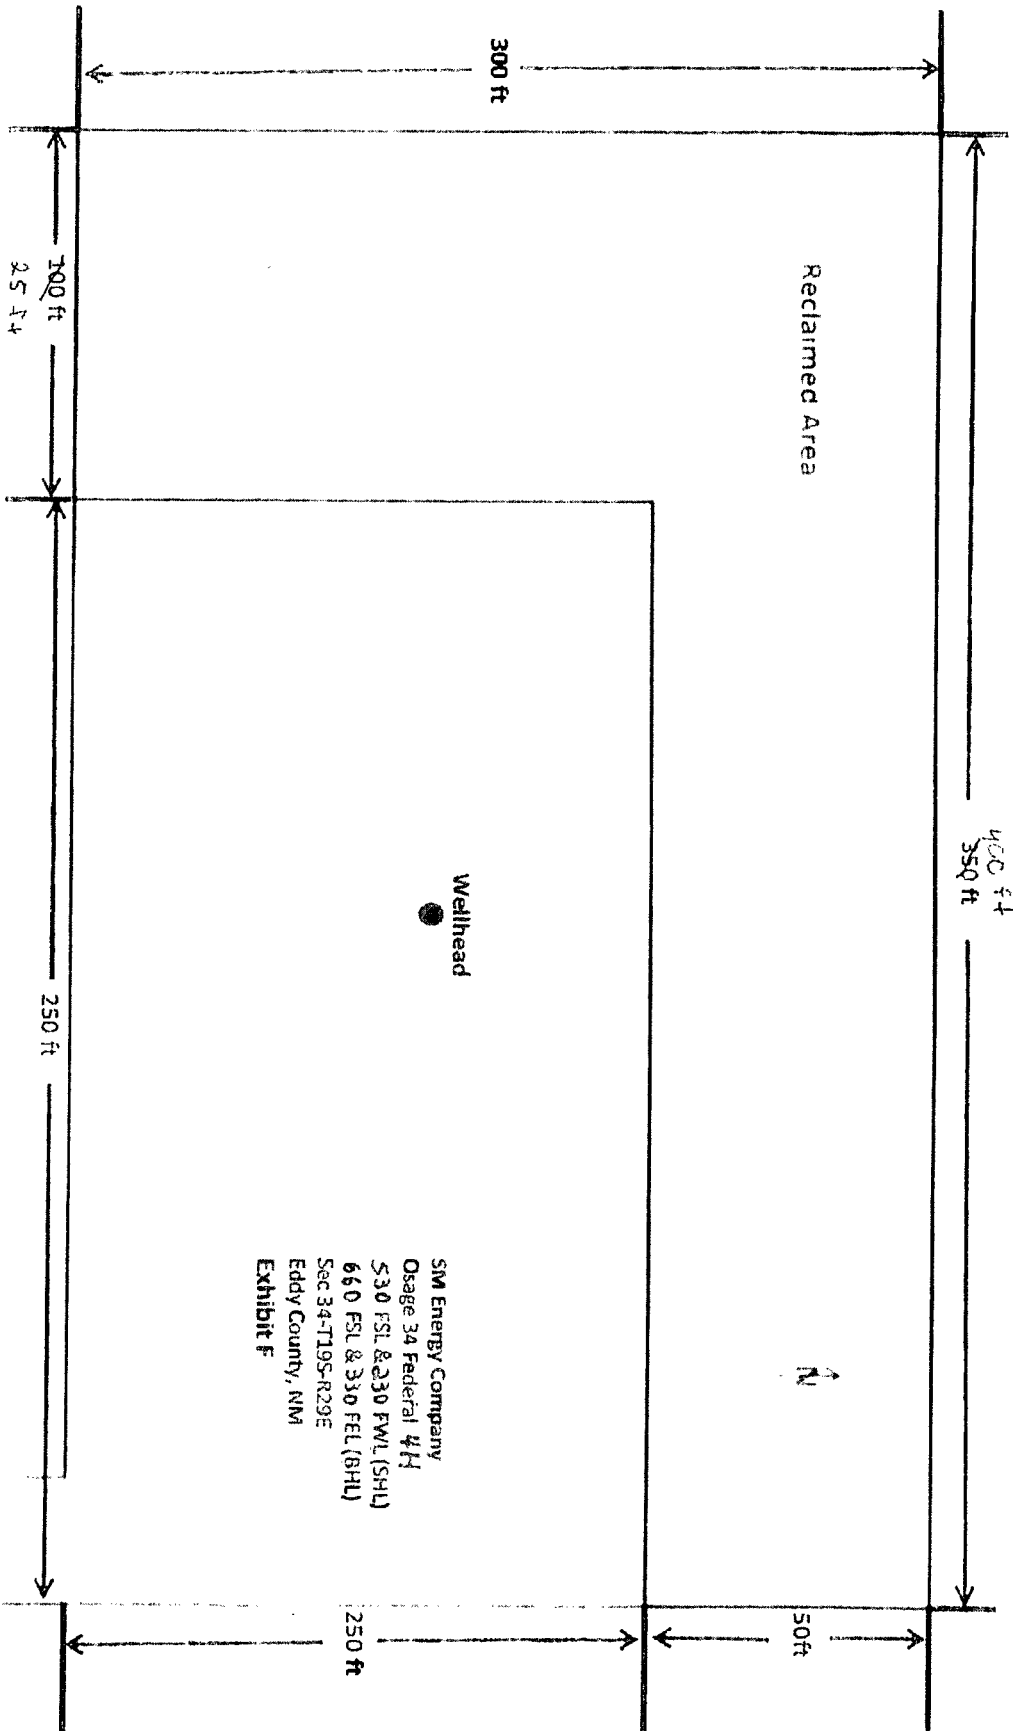 400 ft
350 ft
300 ft
Reclaimed Area
N
50ft
Wellhead
SM Energy Company
Osage 34 Federal 4H
530 FSL & 230 FWL (SHL)
660 FSL & 330 FEL (BHL)
Sec 34-T19S-R29E
Eddy County, NM
Exhibit F
250 ft
100 ft
25 ft
250 ft